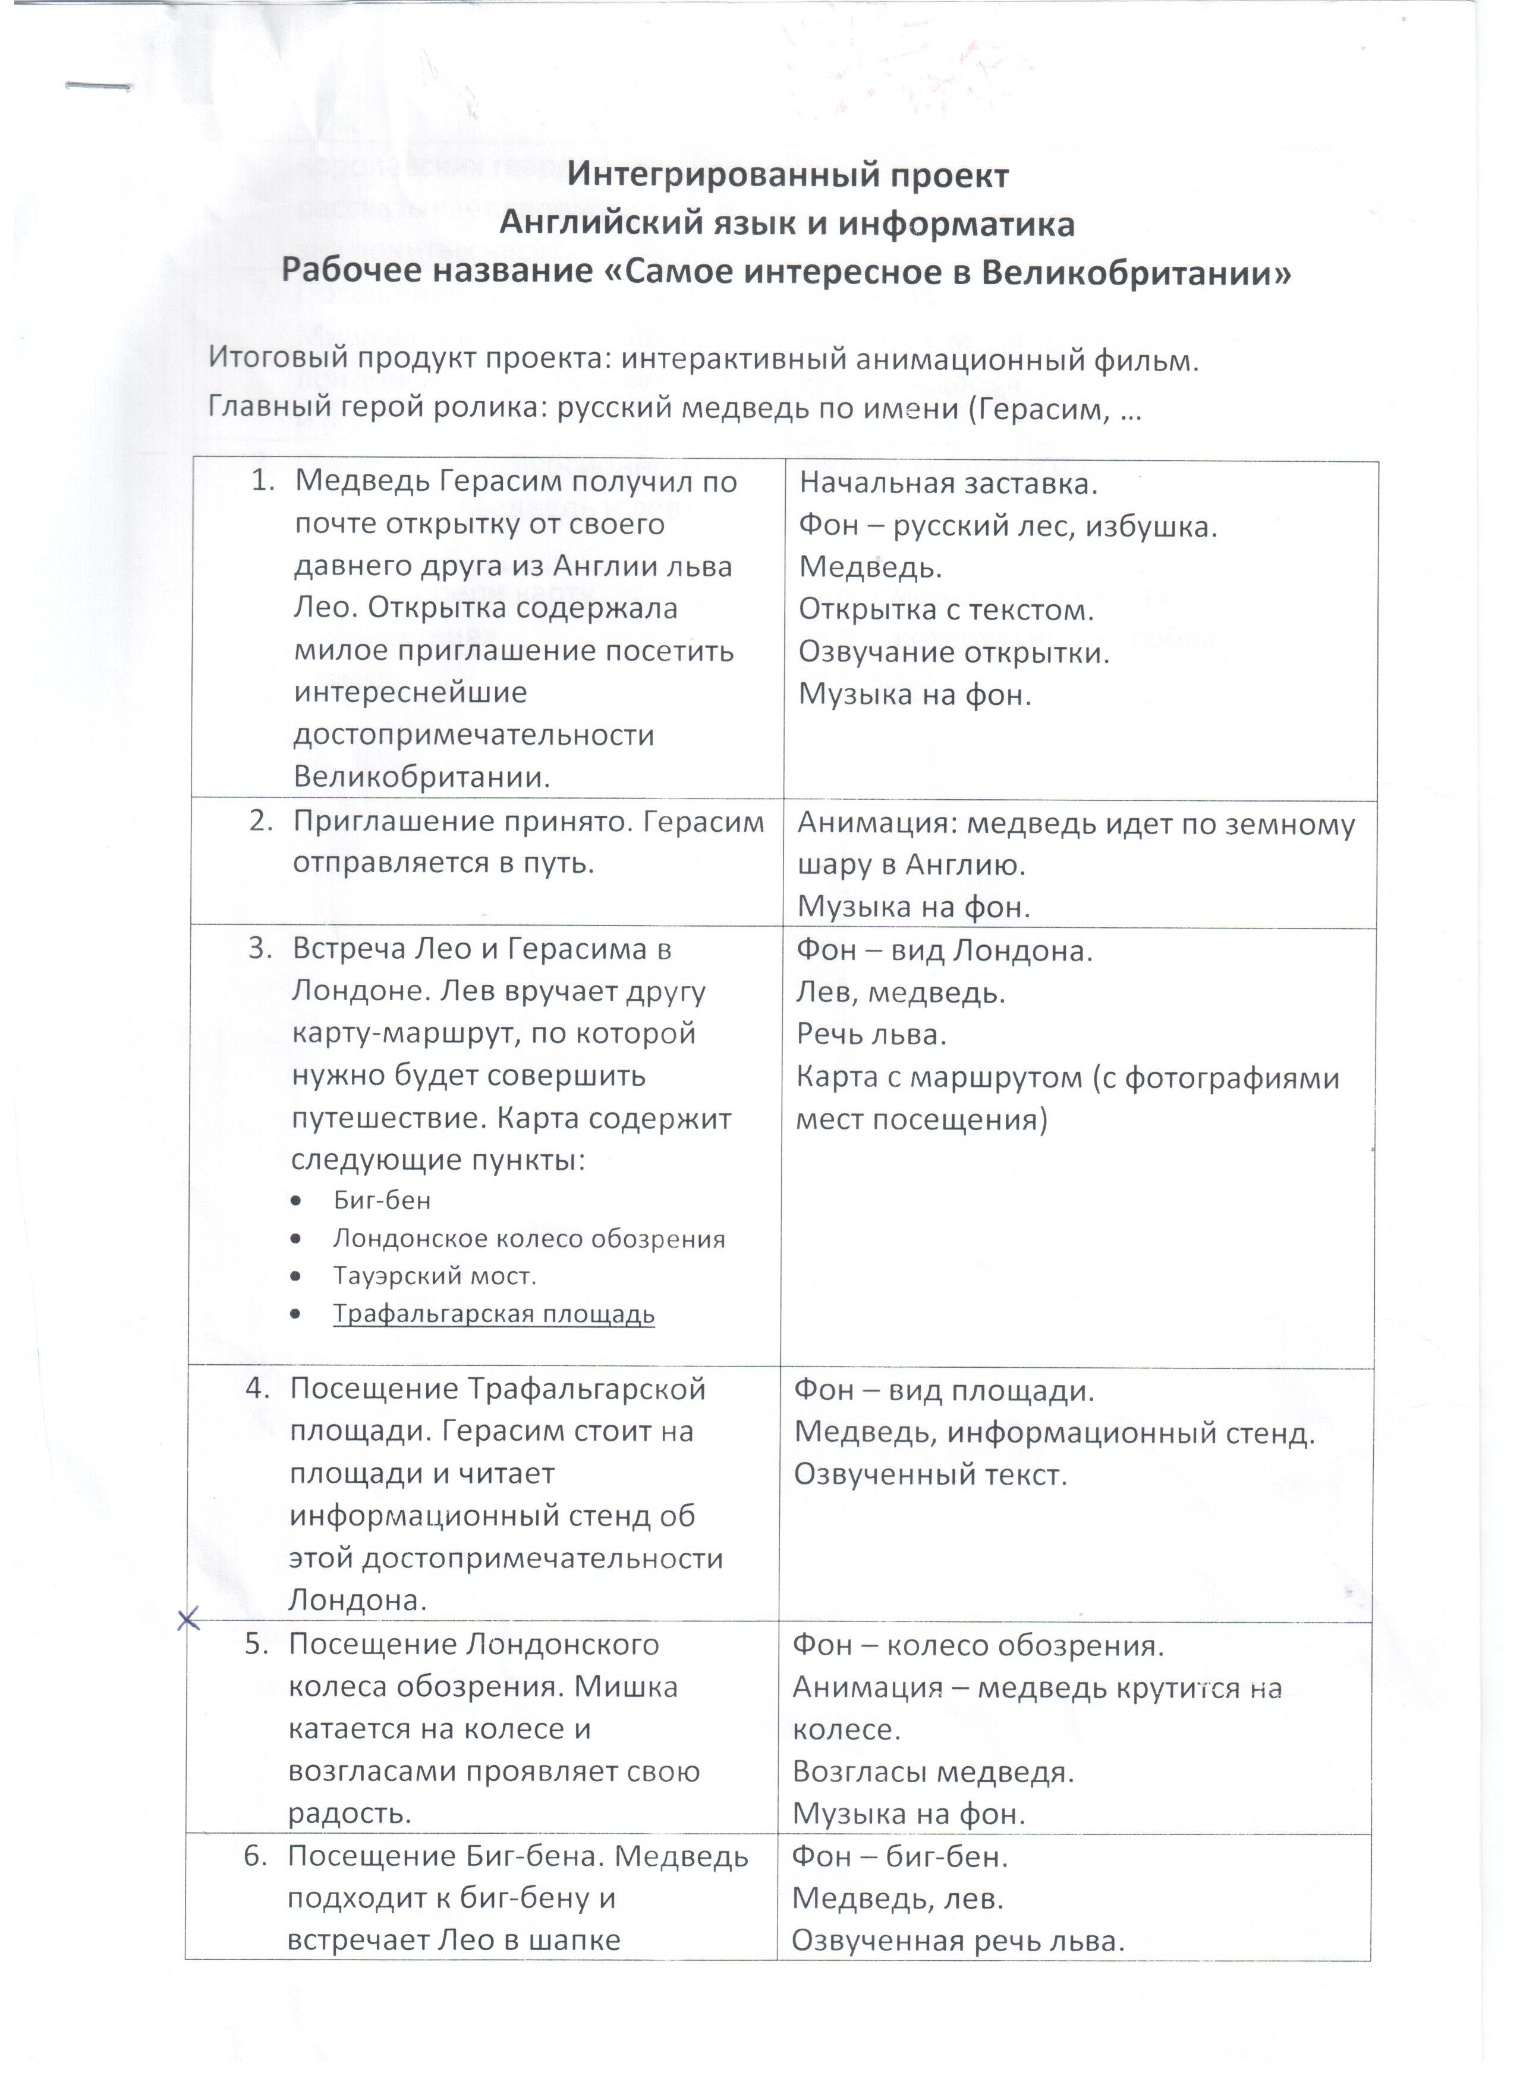 Интегрированный проект
Английский язык и информатика
Рабочее название «Самое интересное в Великобритании»
Итоговый продукт проекта: интерактивный анимационный фильм.
Главный герой ролика: русский медведь по имени (Герасим, ...
1. Медведь Герасим получил по
почте открытку от своего
давнего друга из Англии льва
Лео. Открытка содержала
милое приглашение посетить
интереснейшие
достопримечательности
Великобритании.
Начальная заставка.
Фон – русский лес, избушка.
Медведь.
Открытка с текстом.
Озвучание открытки.
Музыка на фон.
2. Приглашение принято. Герасим
отправляется в путь.
Анимация: медведь идет по земному
шару в Англию.
Музыка на фон.
3. Встреча Лео и Герасима в
Лондоне. Лев вручает другу
карту-маршрут, по которой
нужно будет совершить
путешествие. Карта содержит
следующие пункты:
• Биг-бен
• Лондонское колесо обозрения
• Тауэрский мост.
• Трафальгарская площадь
Фон – вид Лондона.
Лев, медведь.
Речь льва.
Карта с маршрутом (с фотографиями
мест посещения)
4. Посещение Трафальгарской
площади. Герасим стоит на
площади и читает
информационный стенд об
этой достопримечательности
Лондона.
Фон – вид площади.
Медведь, информационный стенд.
Озвученный текст.
5. Посещение Лондонского
колеса обозрения. Мишка
катается на колесе и
возгласами проявляет свою
радость.
Фон – колесо обозрения.
Анимация – медведь крутится на
колесе.
Возгласы медведя.
Музыка на фон.
6. Посещение Биг-бена. Медведь
подходит к биг-бену и
встречает Лео в шапке
Фон – биг-бен.
Медведь, лев.
Озвученная речь льва.